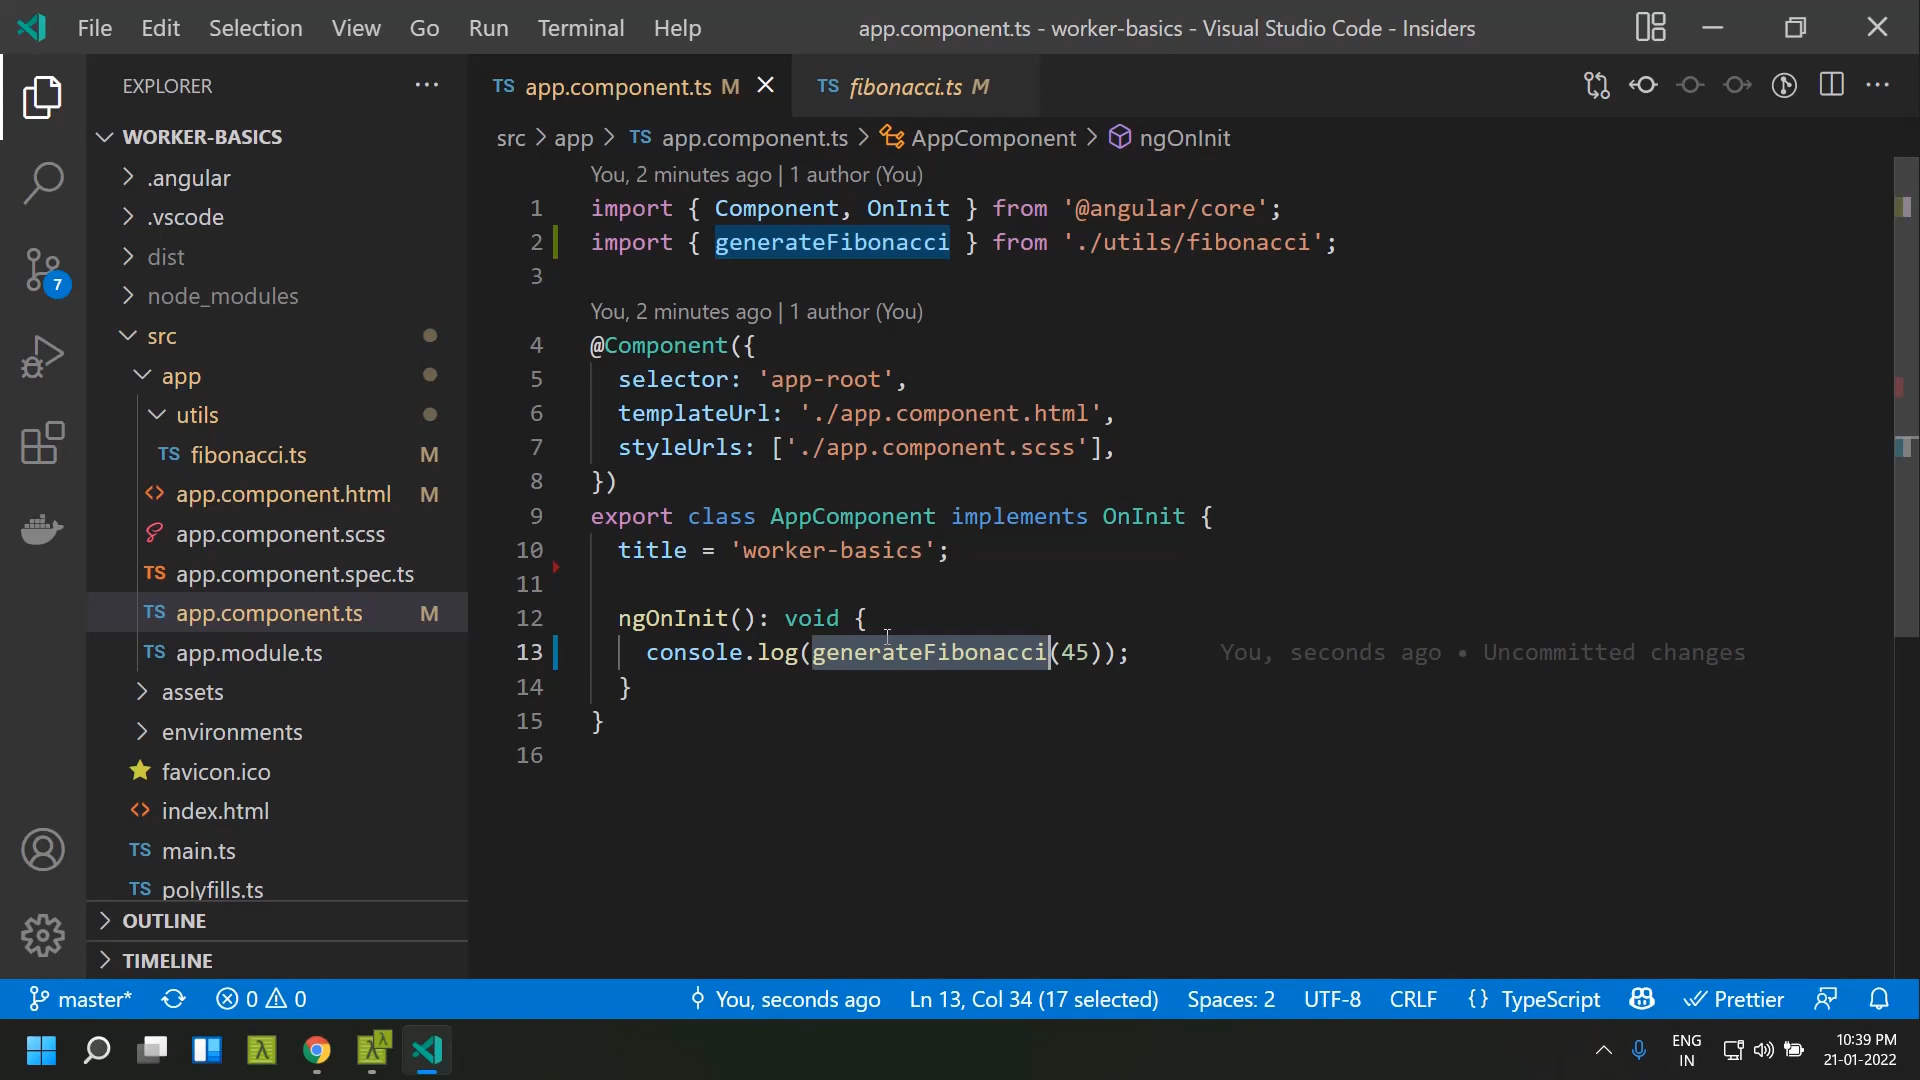 File Edit Selection View Go Run Terminal Help
app.component.ts - worker-basics - Visual Studio Code - Insiders
EXPLORER
WORKER-BASICS
.angular
.vscode
dist
node_modules
src
app
utils
TS fibonacci.ts M
app.component.html M
app.component.scss
TS app.component.spec.ts
TS app.component.ts M
TS app.module.ts
assets
environments
favicon.ico
index.html
TS main.ts
TS polyfills.ts
OUTLINE
TIMELINE
7
TS app.component.ts M
TS fibonacci.ts M
src > app > TS app.component.ts > AppComponent > ngOnInit
You, 2 minutes ago | 1 author (You)
1 import { Component, OnInit } from '@angular/core';
2 import { generateFibonacci } from './utils/fibonacci';
3
You, 2 minutes ago | 1 author (You)
4 @Component({
5 selector: 'app-root',
6 templateUrl: './app.component.html',
7 styleUrls: ['./app.component.scss'],
8 })
9 export class AppComponent implements OnInit {
10 title = 'worker-basics';
11
12 ngOnInit(): void {
13 console.log(generateFibonacci(45)); You, seconds ago • Uncommitted changes
14 }
15 }
16
master* 0 0 You, seconds ago Ln 13, Col 34 (17 selected) Spaces: 2 UTF-8 CRLF {} TypeScript Prettier
ENG
IN
10:39 PM
21-01-2022